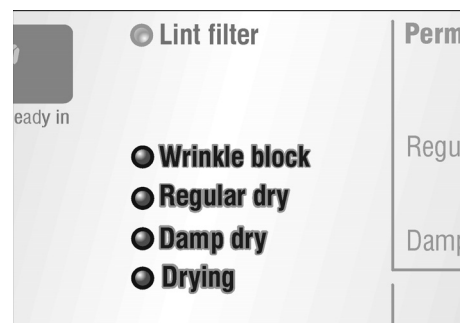 Lint filter
Perm
eady in
Wrinkle block
Regu
Regular dry
Damp dry
Damp
Drying